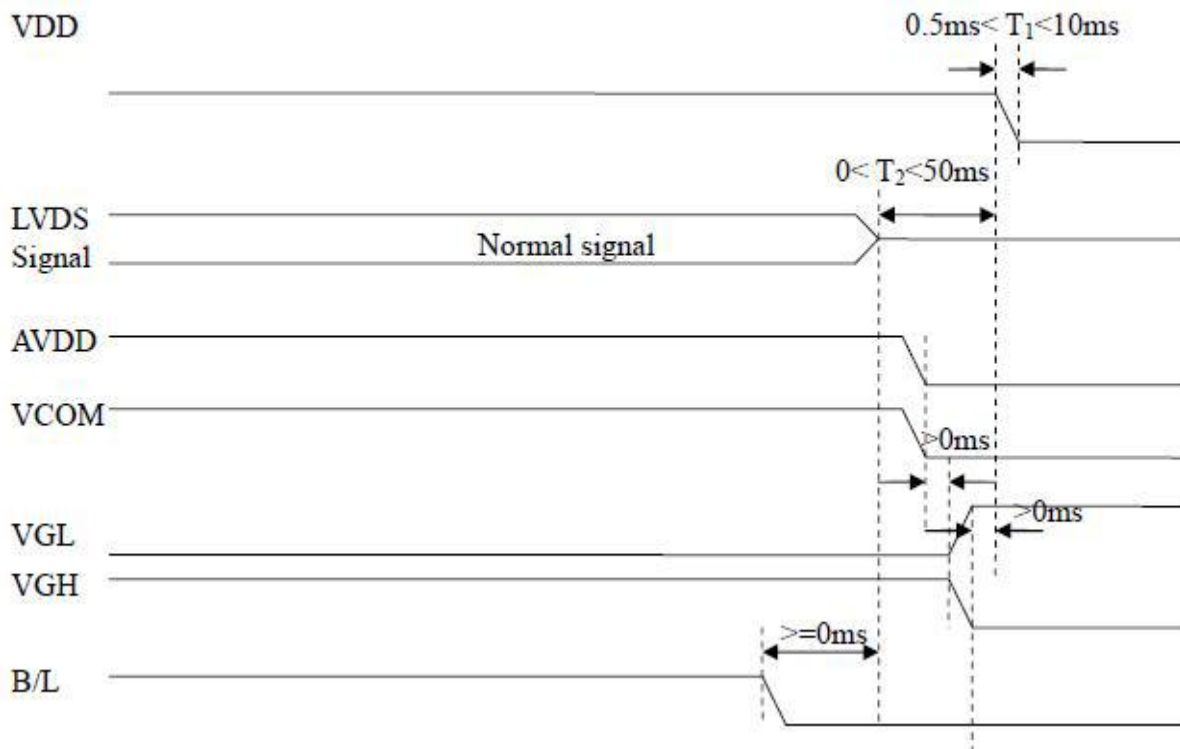 VDD
0.5ms< T₁<10ms
0< T₂<50ms
LVDS
Signal
Normal signal
AVDD
VCOM
>0ms
>0ms
VGL
VGH
>=0ms
B/L